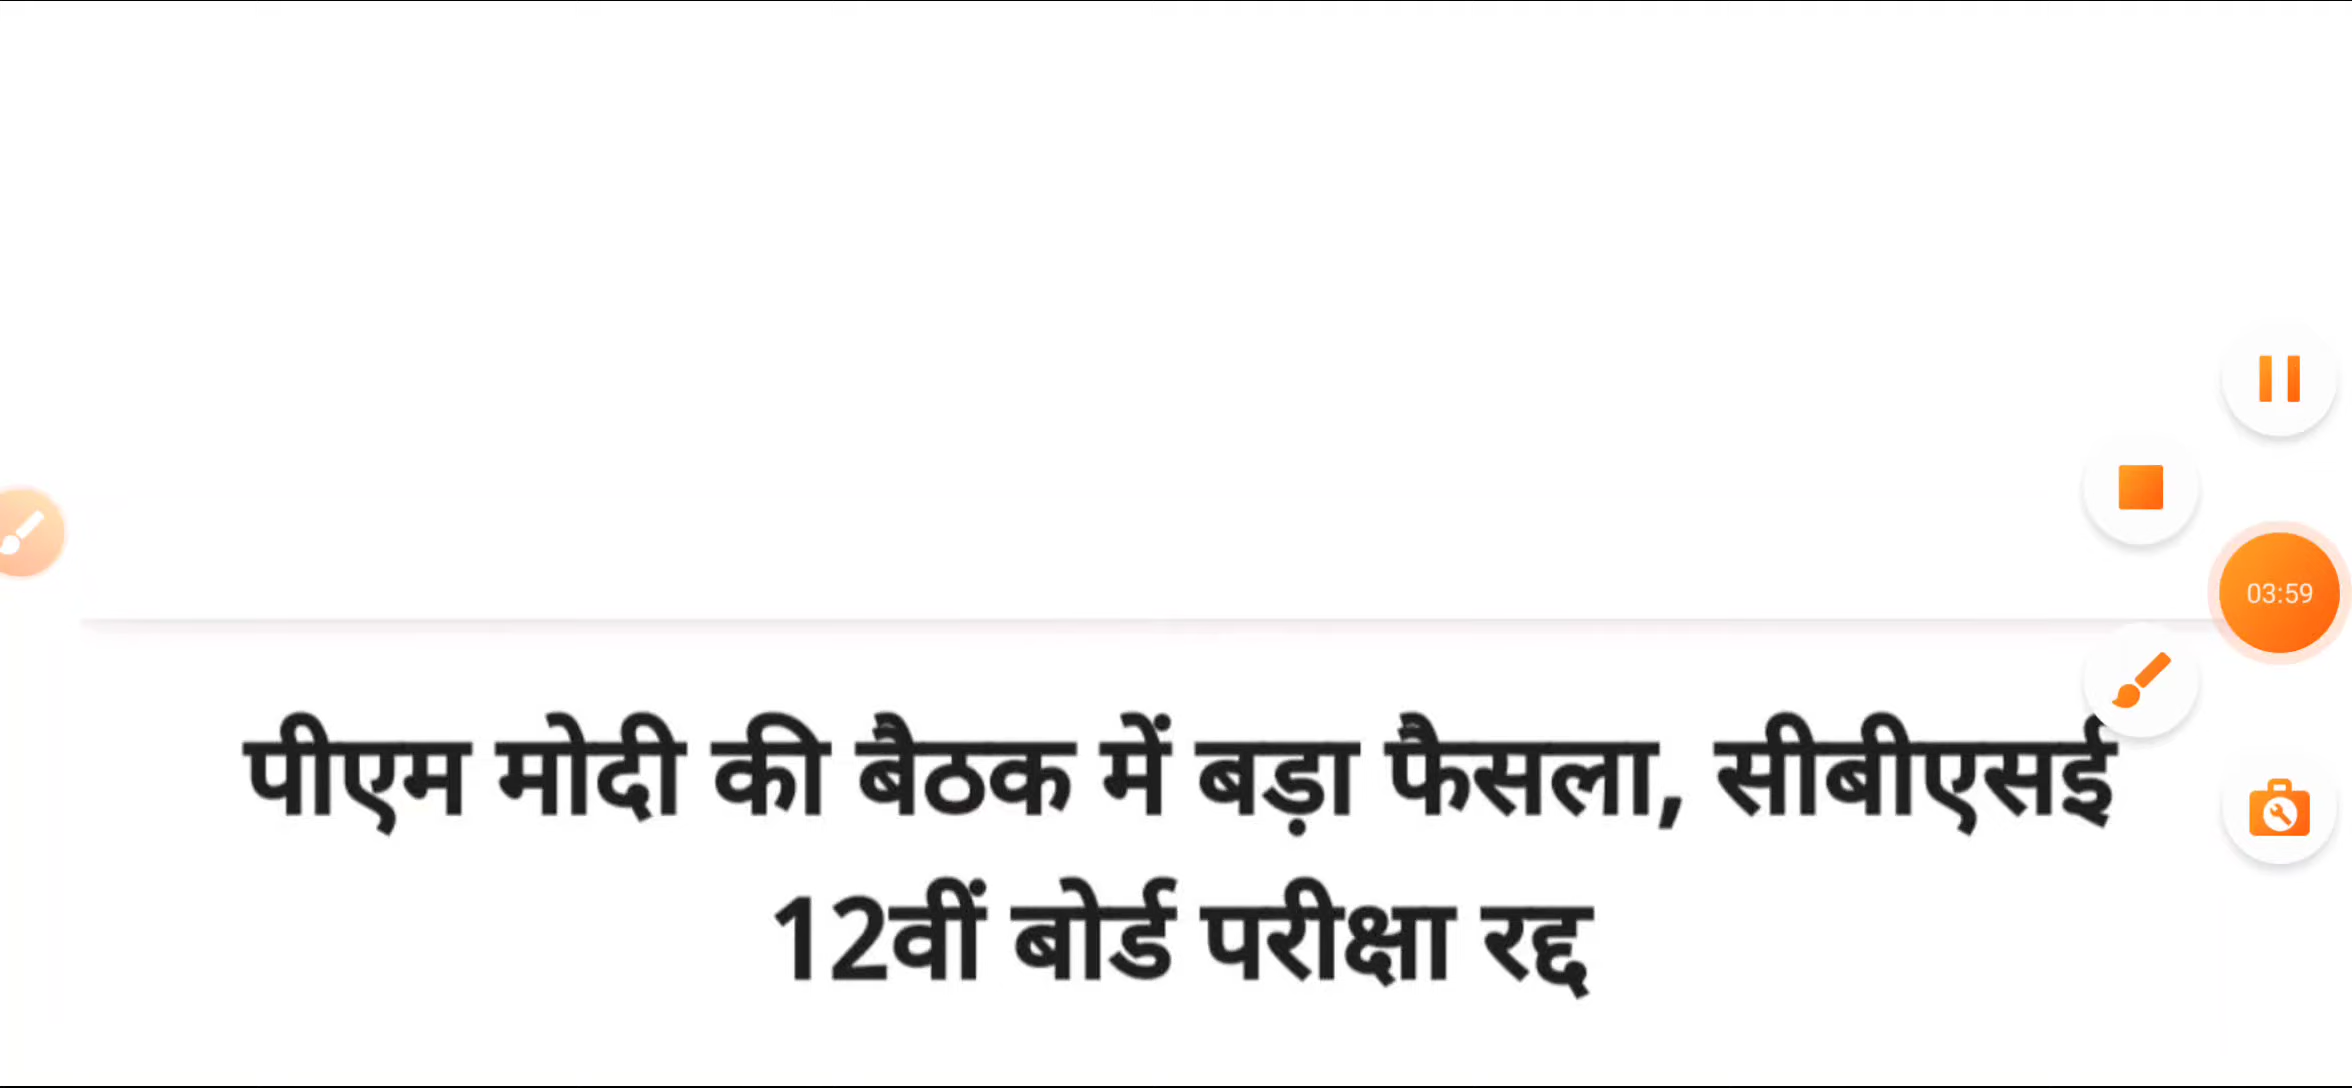 03:59
पीएम मोदी की बैठक में बड़ा फैसला, सीबीएसई
12वीं बोर्ड परीक्षा रद्द